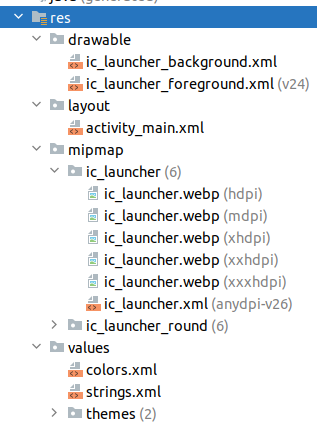 res
drawable
ic_launcher_background.xml
ic_launcher_foreground.xml (v24)
layout
activity_main.xml
mipmap
ic_launcher (6)
ic_launcher.webp (hdpi)
ic_launcher.webp (mdpi)
ic_launcher.webp (xhdpi)
ic_launcher.webp (xxhdpi)
ic_launcher.webp (xxxhdpi)
ic_launcher.xml (anydpi-v26)
ic_launcher_round (6)
values
colors.xml
strings.xml
themes (2)